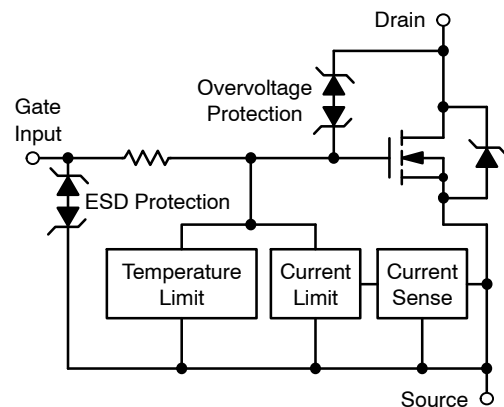 Drain
Overvoltage
Protection
Gate
Input
ESD Protection
Temperature
Limit
Current
Limit
Current
Sense
Source